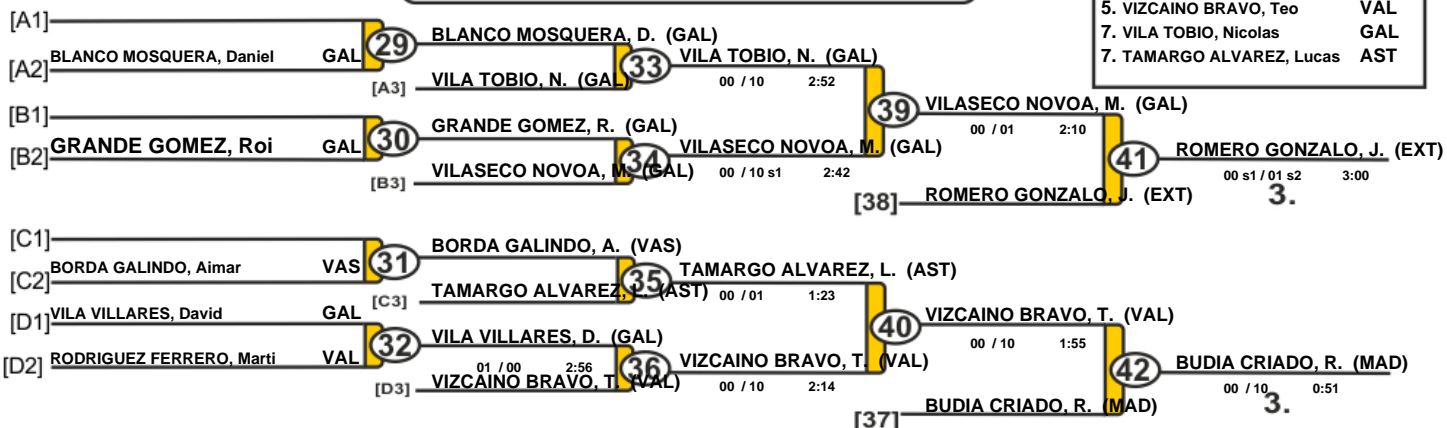 5. VIZCAINO BRAVO, Teo VAL
7. VILA TOBIO, Nicolas GAL
7. TAMARGO ALVAREZ, Lucas AST
[A1]
[A2] BLANCO MOSQUERA, Daniel GAL
29
BLANCO MOSQUERA, D. (GAL)
[A3] VILA TOBIO, N. (GAL)
33
VILA TOBIO, N. (GAL)
00 / 10 2:52
[B1]
[B2] GRANDE GOMEZ, Roi GAL
30
GRANDE GOMEZ, R. (GAL)
[B3] VILASECO NOVOA, M. (GAL)
34
VILASECO NOVOA, M. (GAL)
00 / 10 s1 2:42
39
VILASECO NOVOA, M. (GAL)
00 / 01 2:10
[38] ROMERO GONZALO, J. (EXT)
41
ROMERO GONZALO, J. (EXT)
00 s1 / 01 s2 3:00
3.
[C1]
[C2] BORDA GALINDO, Aimar VAS
31
BORDA GALINDO, A. (VAS)
[C3] TAMARGO ALVAREZ, L. (AST)
35
TAMARGO ALVAREZ, L. (AST)
00 / 01 1:23
[D1] VILA VILLARES, David GAL
[D2] RODRIGUEZ FERRERO, Marti VAL
32
VILA VILLARES, D. (GAL)
01 / 00 2:56
[D3] VIZCAINO BRAVO, T. (VAL)
36
VIZCAINO BRAVO, T. (VAL)
00 / 10 2:14
40
VIZCAINO BRAVO, T. (VAL)
00 / 10 1:55
[37] BUDIA CRIADO, R. (MAD)
42
BUDIA CRIADO, R. (MAD)
00 / 10 0:51
3.